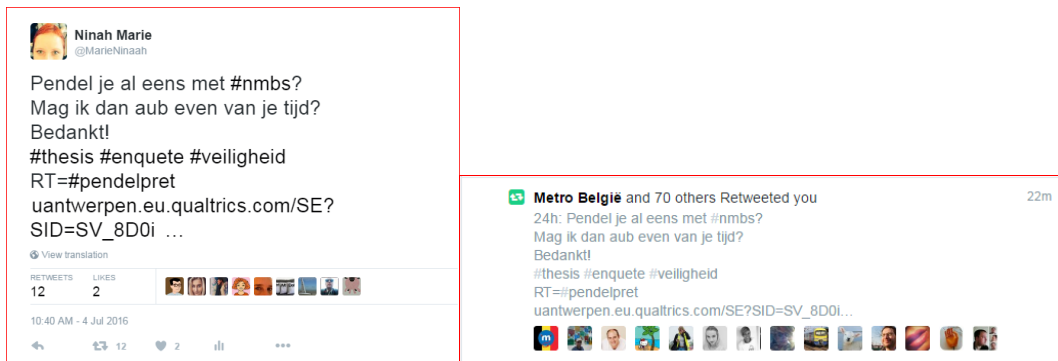 Ninah Marie
@MarieNinaah
Pendel je al eens met #nmbs?
Mag ik dan aub even van je tijd?
Bedankt!
#thesis #enquete #veiligheid
RT=#pendelpret
uantwerpen.eu.qualtrics.com/SE?
SID=SV_8D0i …
View translation
RETWEETS LIKES
12 2
10:40 AM - 4 Jul 2016
12 2
Metro België and 70 others Retweeted you 22m
24h: Pendel je al eens met #nmbs?
Mag ik dan aub even van je tijd?
Bedankt!
#thesis #enquete #veiligheid
RT=#pendelpret
uantwerpen.eu.qualtrics.com/SE?SID=SV_8D0i…
m